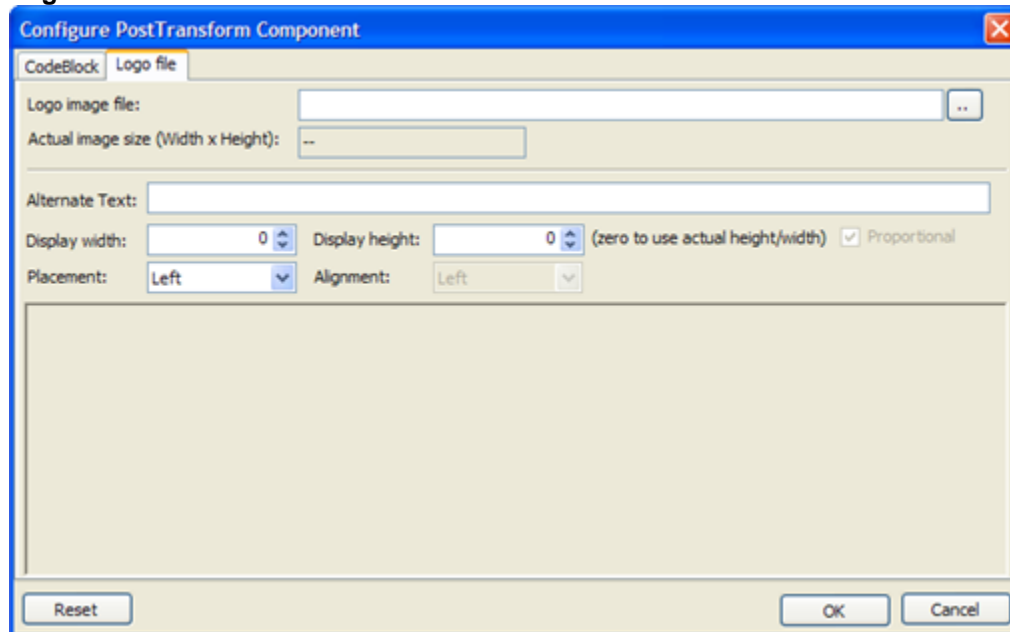 Configure PostTransform Component
CodeBlock Logo file
Logo image file: ..
Actual image size (Width x Height): --
Alternate Text:
Display width: 0 Display height: 0 (zero to use actual height/width) Proportional
Placement: Left Alignment: Left
Reset OK Cancel